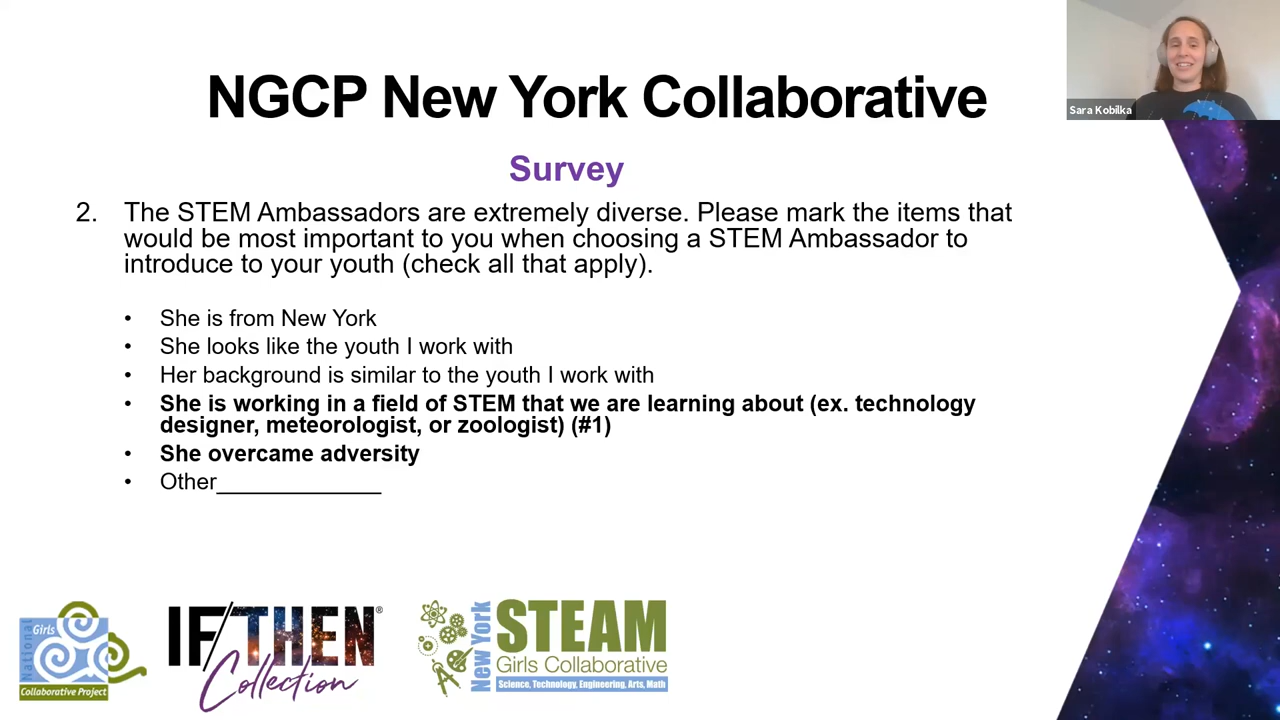 NGCP New York Collaborative
Sara Kobilka
Survey
2. The STEM Ambassadors are extremely diverse. Please mark the items that
would be most important to you when choosing a STEM Ambassador to
introduce to your youth (check all that apply).
• She is from New York
• She looks like the youth I work with
• Her background is similar to the youth I work with
• She is working in a field of STEM that we are learning about (ex. technology
designer, meteorologist, or zoologist) (#1)
• She overcame adversity
• Other_____________
National
Girls
Collaborative Project
IF/THEN®
Collection
New York
STEAM
Girls Collaborative
Science, Technology, Engineering, Arts, Math